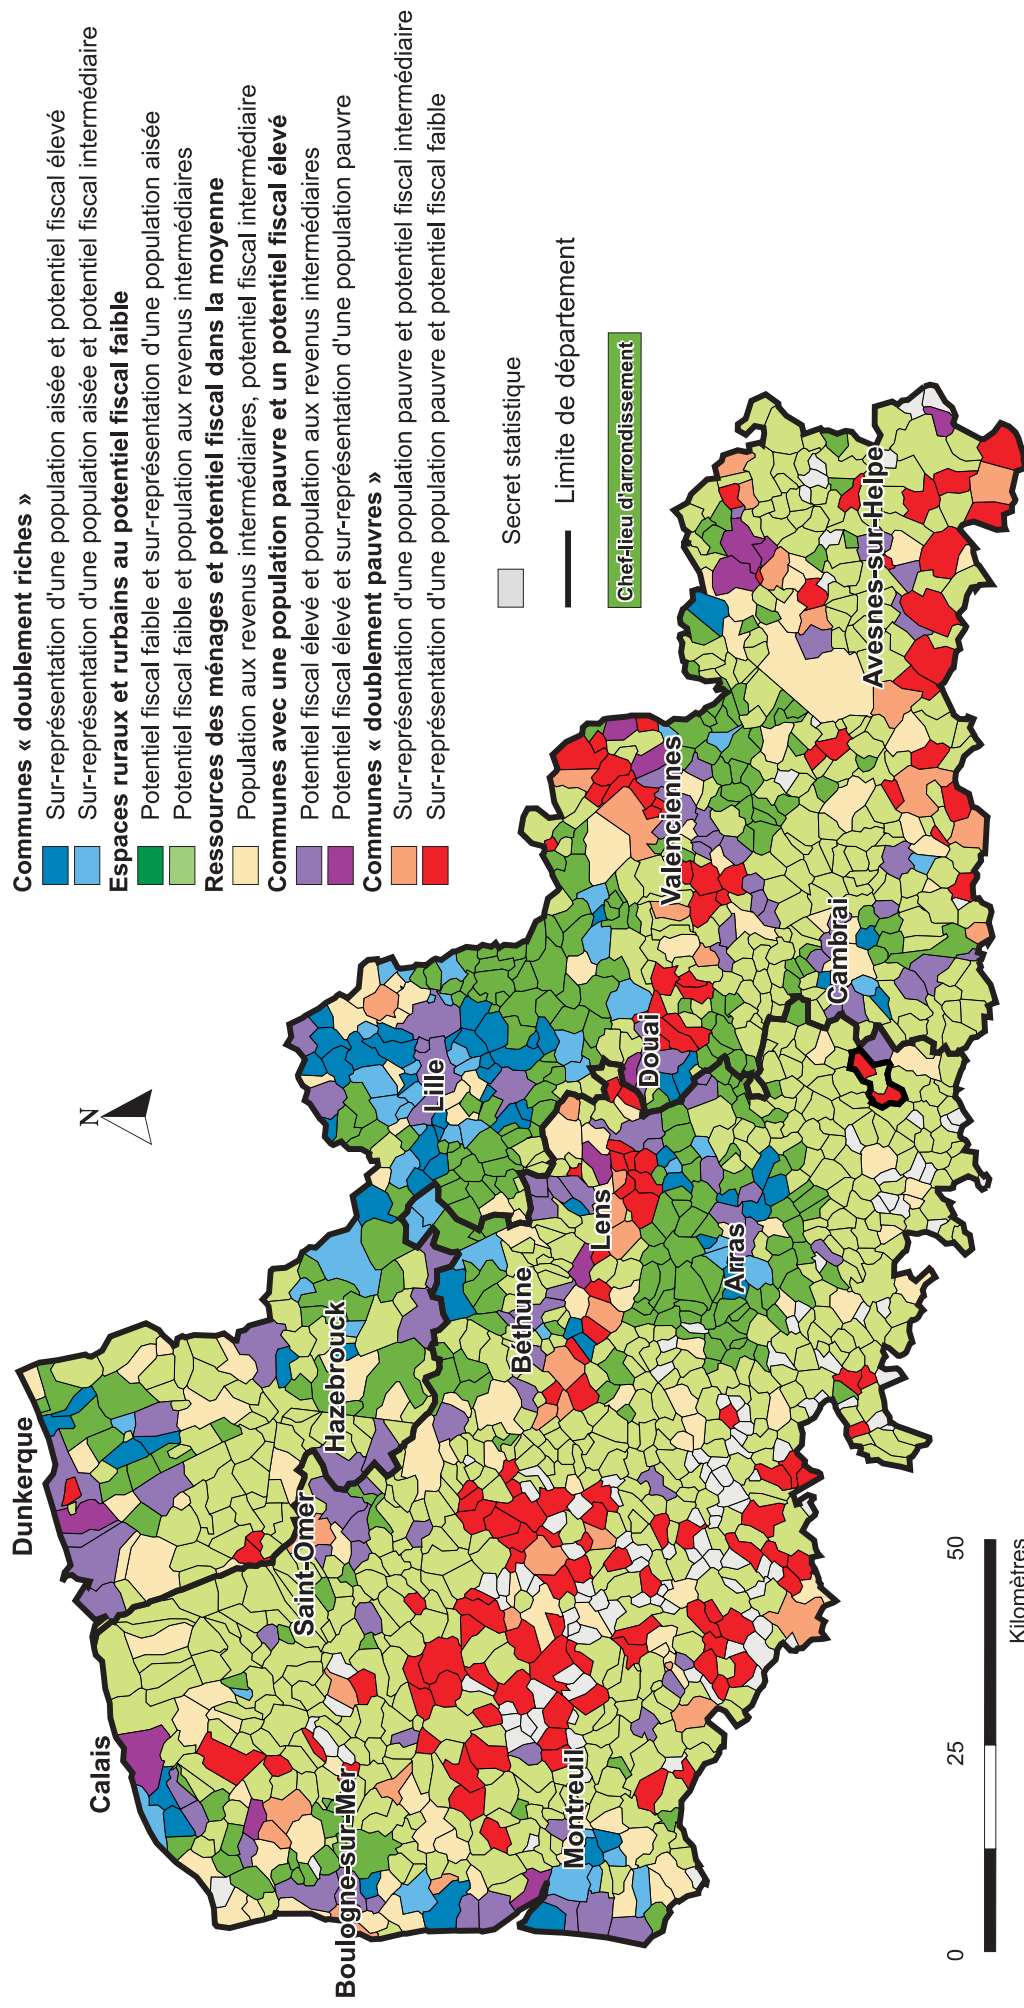 Communes « doublement riches »
Sur-représentation d'une population aisée et potentiel fiscal élevé
Sur-représentation d'une population aisée et potentiel fiscal intermédiaire
Espaces ruraux et rurbains au potentiel fiscal faible
Potentiel fiscal faible et sur-représentation d'une population aisée
Potentiel fiscal faible et population aux revenus intermédiaires
Ressources des ménages et potentiel fiscal dans la moyenne
Population aux revenus intermédiaires, potentiel fiscal intermédiaire
Communes avec une population pauvre et un potentiel fiscal élevé
Potentiel fiscal élevé et population aux revenus intermédiaires
Potentiel fiscal élevé et sur-représentation d'une population pauvre
Communes « doublement pauvres »
Sur-représentation d'une population pauvre et potentiel fiscal intermédiaire
Sur-représentation d'une population pauvre et potentiel fiscal faible
Secret statistique
Limite de département
Chef-lieu d'arrondissement
N
Dunkerque
Calais
Hazebrouck
Saint-Omer
Boulogne-sur-Mer
Lille
Béthune
Lens
Montreuil
Douai
Valenciennes
Arras
Cambrai
Avesnes-sur-Helpe
0
25
50
Kilomètres